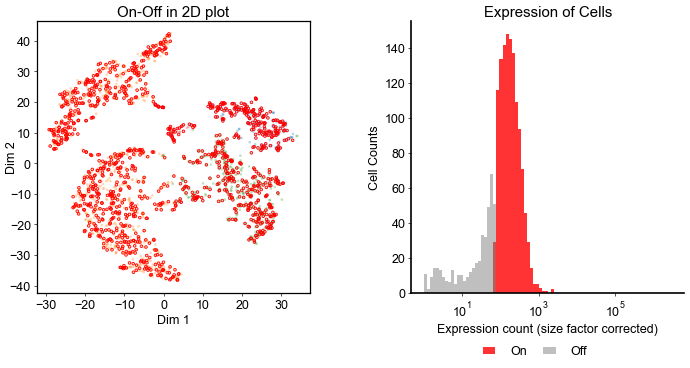 On-Off in 2D plot
40
30
20
10
0
−10
−20
−30
−40
Dim 2
−30 −20 −10 0 10 20 30
Dim 1
Expression of Cells
140
120
100
80
60
40
20
0
Cell Counts
10^1 10^3 10^5
Expression count (size factor corrected)
On Off